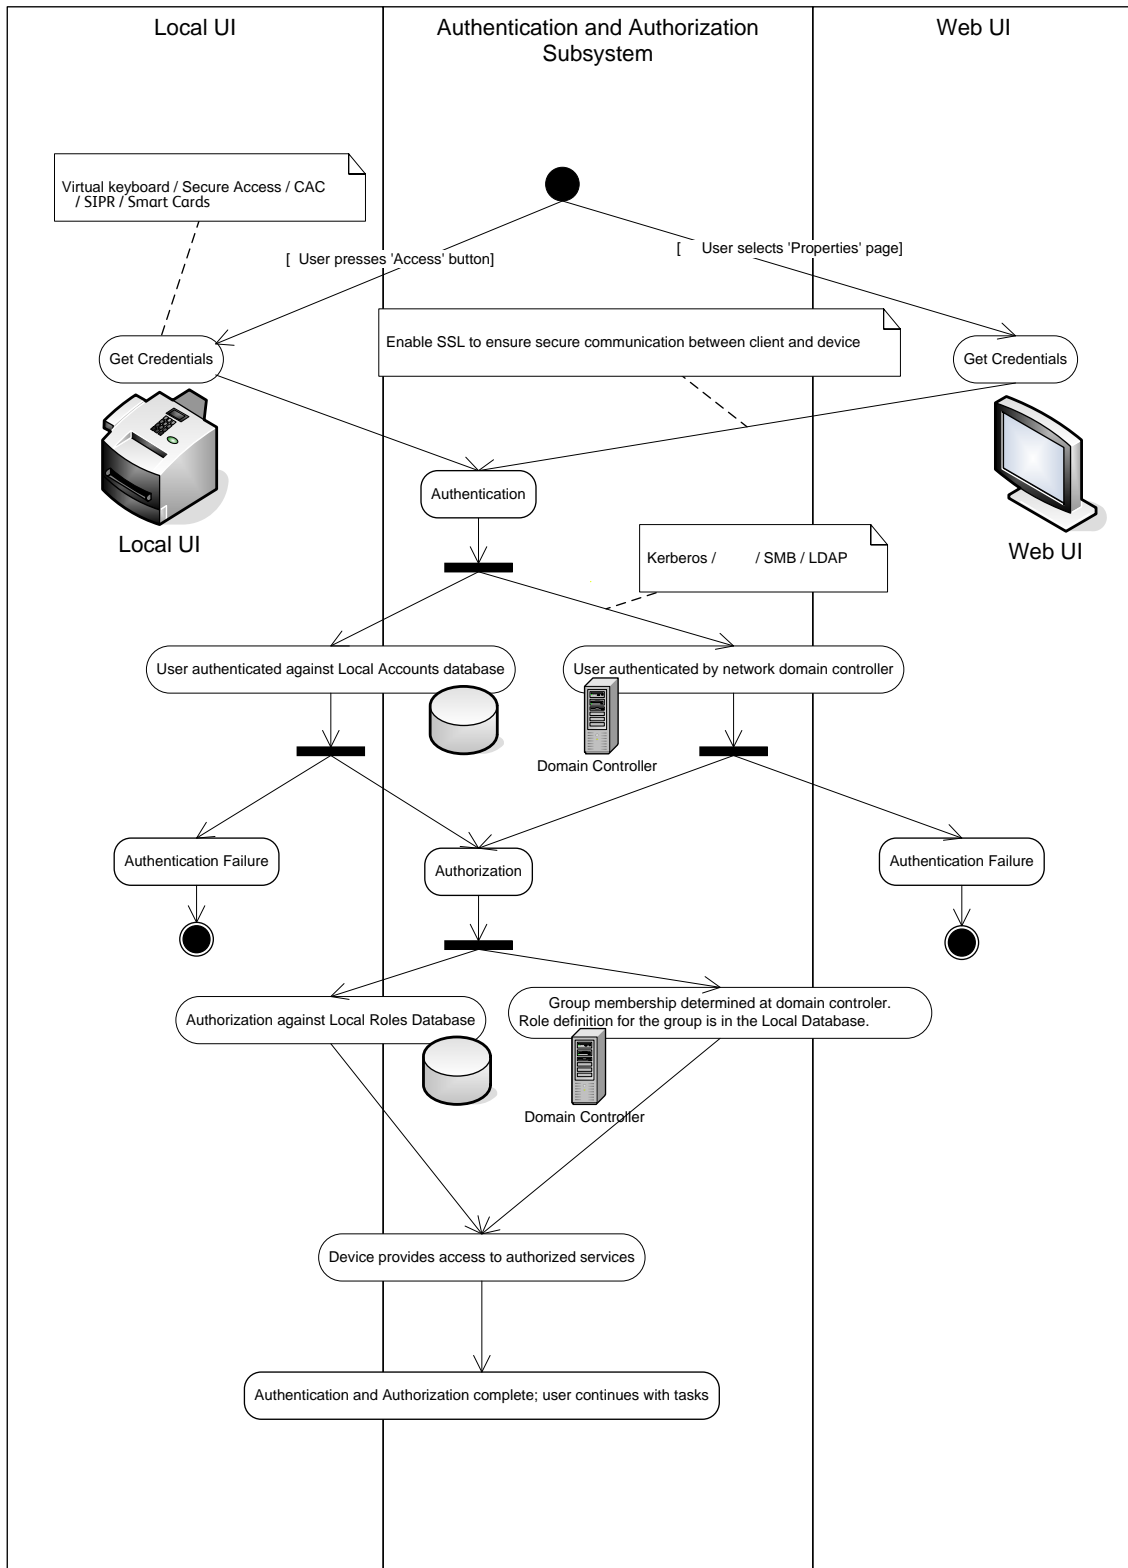 Local UI
Authentication and Authorization
Subsystem
Web UI
Virtual keyboard / Secure Access / CAC
/ SIPR / Smart Cards
[ User presses 'Access' button]
[ User selects 'Properties' page]
Enable SSL to ensure secure communication between client and device
Get Credentials
Get Credentials
Local UI
Authentication
Web UI
Kerberos / / SMB / LDAP
User authenticated against Local Accounts database
User authenticated by network domain controller
Domain Controller
Authentication Failure
Authorization
Authentication Failure
Authorization against Local Roles Database
Group membership determined at domain controler.
Role definition for the group is in the Local Database.
Domain Controller
Device provides access to authorized services
Authentication and Authorization complete; user continues with tasks